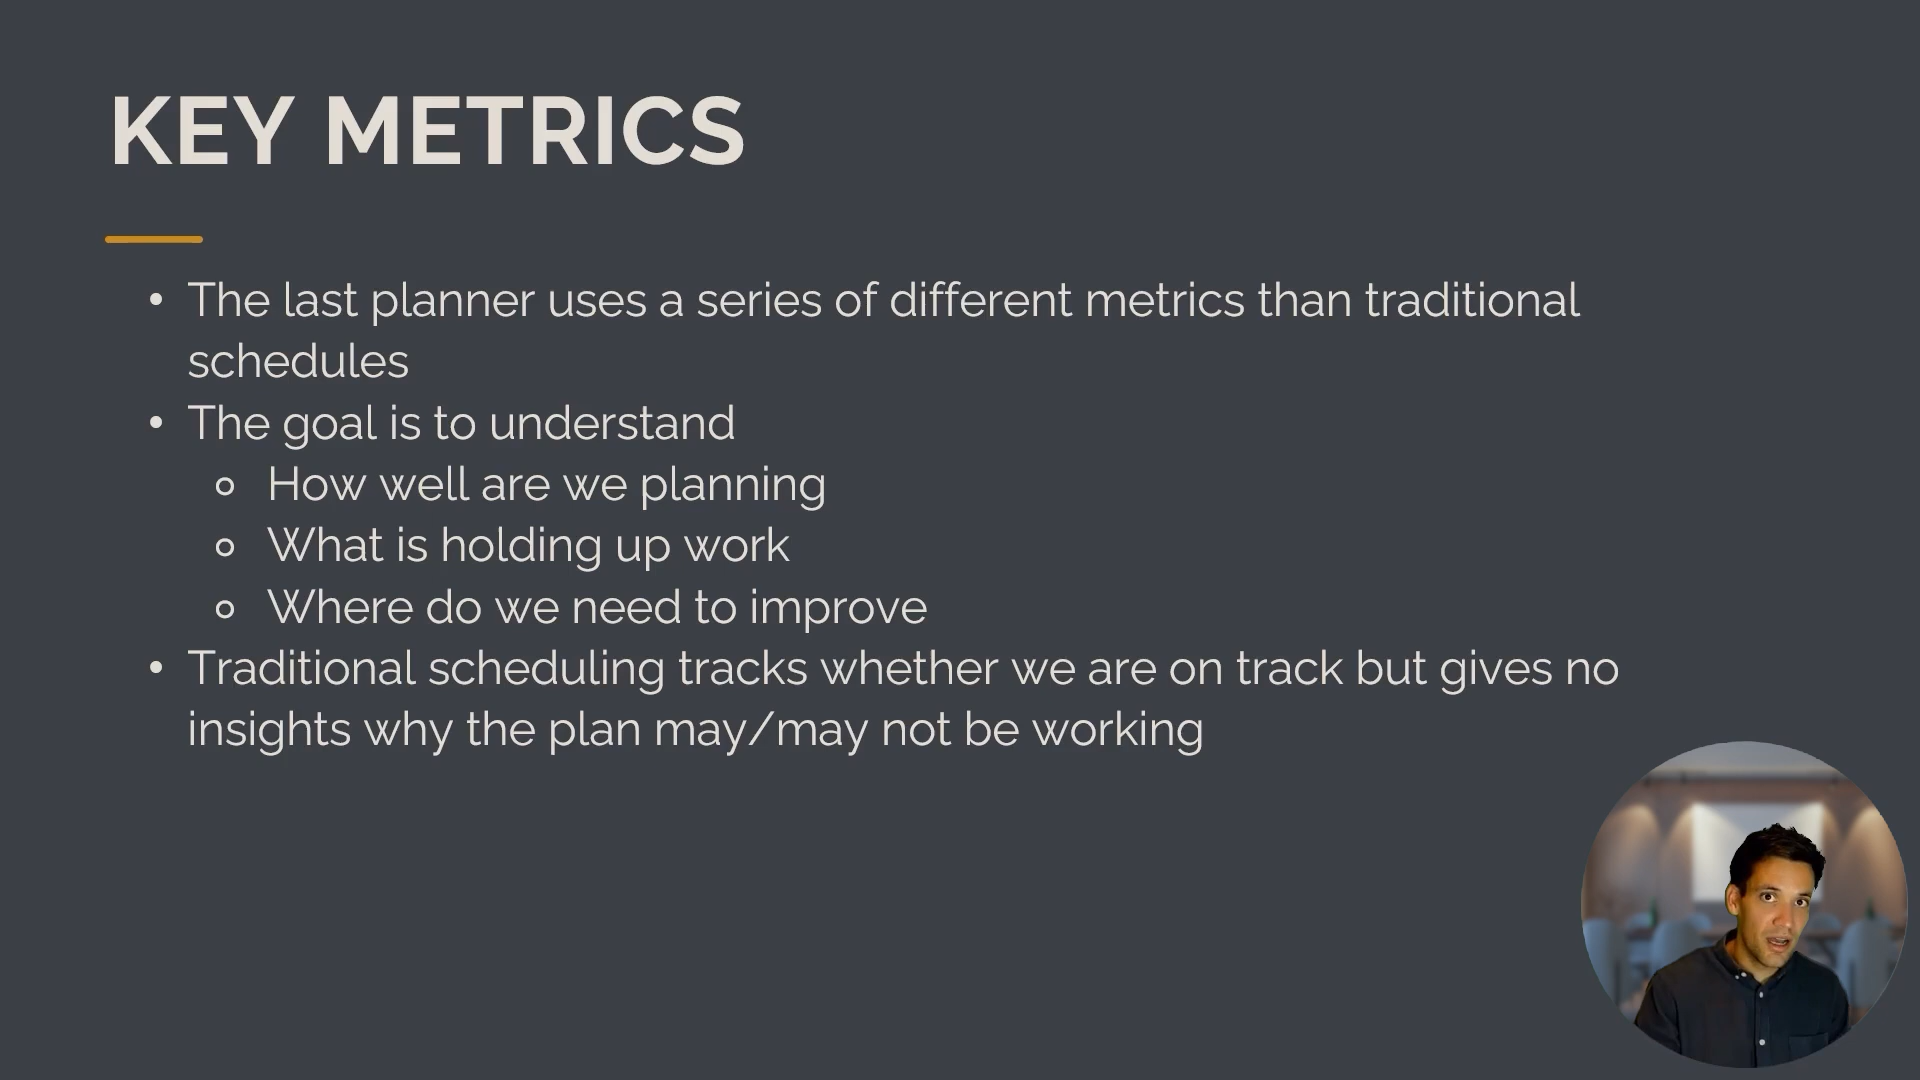 KEY METRICS
• The last planner uses a series of different metrics than traditional
schedules
• The goal is to understand
o How well are we planning
o What is holding up work
o Where do we need to improve
• Traditional scheduling tracks whether we are on track but gives no
insights why the plan may/may not be working